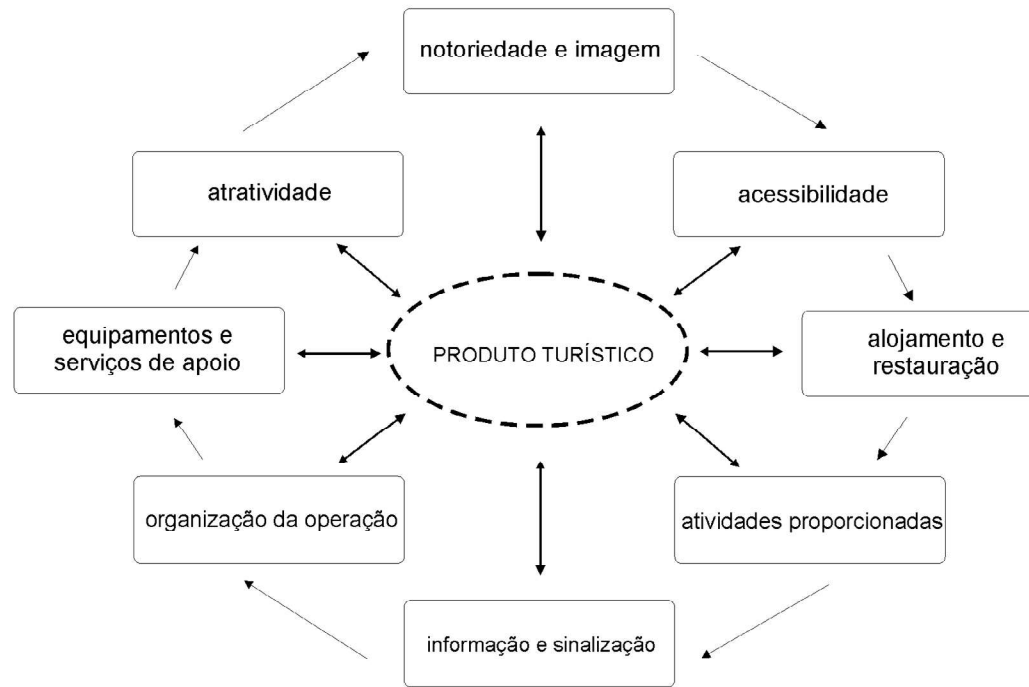 notoriedade e imagem
atratividade
acessibilidade
equipamentos e
serviços de apoio
PRODUTO TURÍSTICO
alojamento e
restauração
organização da operação
atividades proporcionadas
informação e sinalização